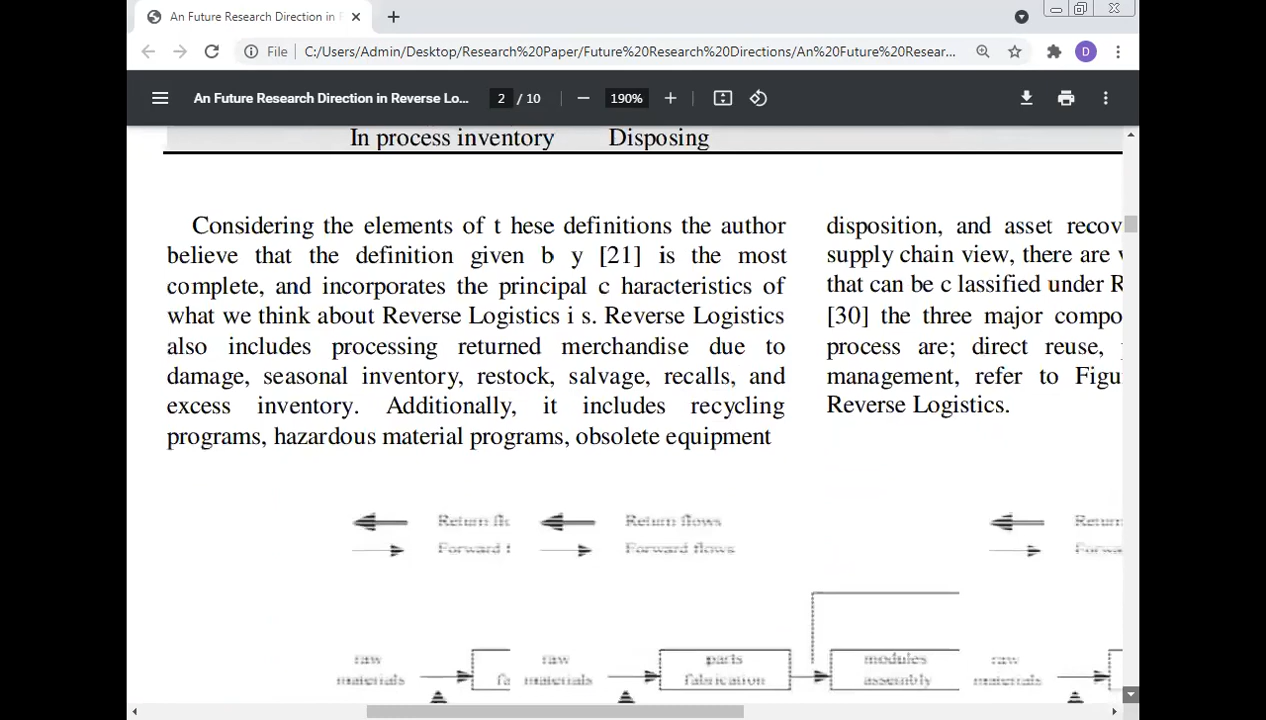 An Future Research Direction in
File
C:/Users/Admin/Desktop/Research%20Paper/Future%20Research%20Directions/An%20Future%20Resear...
D
An Future Research Direction in Reverse Lo...
2 / 10
190%
In process inventory Disposing
Considering the elements of t hese definitions the author
believe that the definition given b y [21] is the most
complete, and incorporates the principal c haracteristics of
what we think about Reverse Logistics i s. Reverse Logistics
also includes processing returned merchandise due to
damage, seasonal inventory, restock, salvage, recalls, and
excess inventory. Additionally, it includes recycling
programs, hazardous material programs, obsolete equipment
disposition, and asset recov
supply chain view, there are
that can be c lassified under R
[30] the three major compo
process are; direct reuse,
management, refer to Figu
Reverse Logistics.
Return flo Return flows Return
Forward f Forward flows Forwa
raw
materials
fa
raw
materials
parts
fabrication
modules
assembly
raw
materials